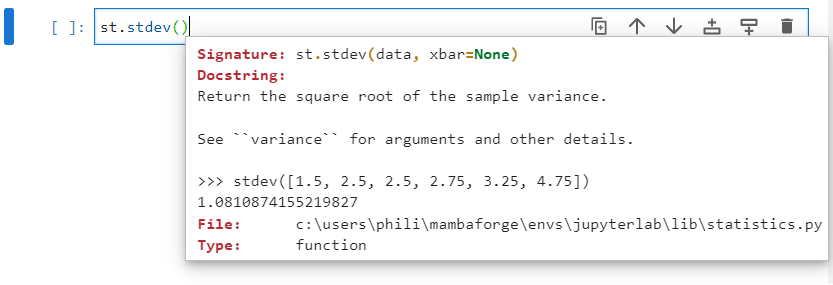 [ ]: st.stdev()
Signature: st.stdev(data, xbar=None)
Docstring:
Return the square root of the sample variance.
See ``variance`` for arguments and other details.
>>> stdev([1.5, 2.5, 2.5, 2.75, 3.25, 4.75])
1.0810874155219827
File:      c:\users\phili\mambaforge\envs\jupyterlab\lib\statistics.py
Type:      function